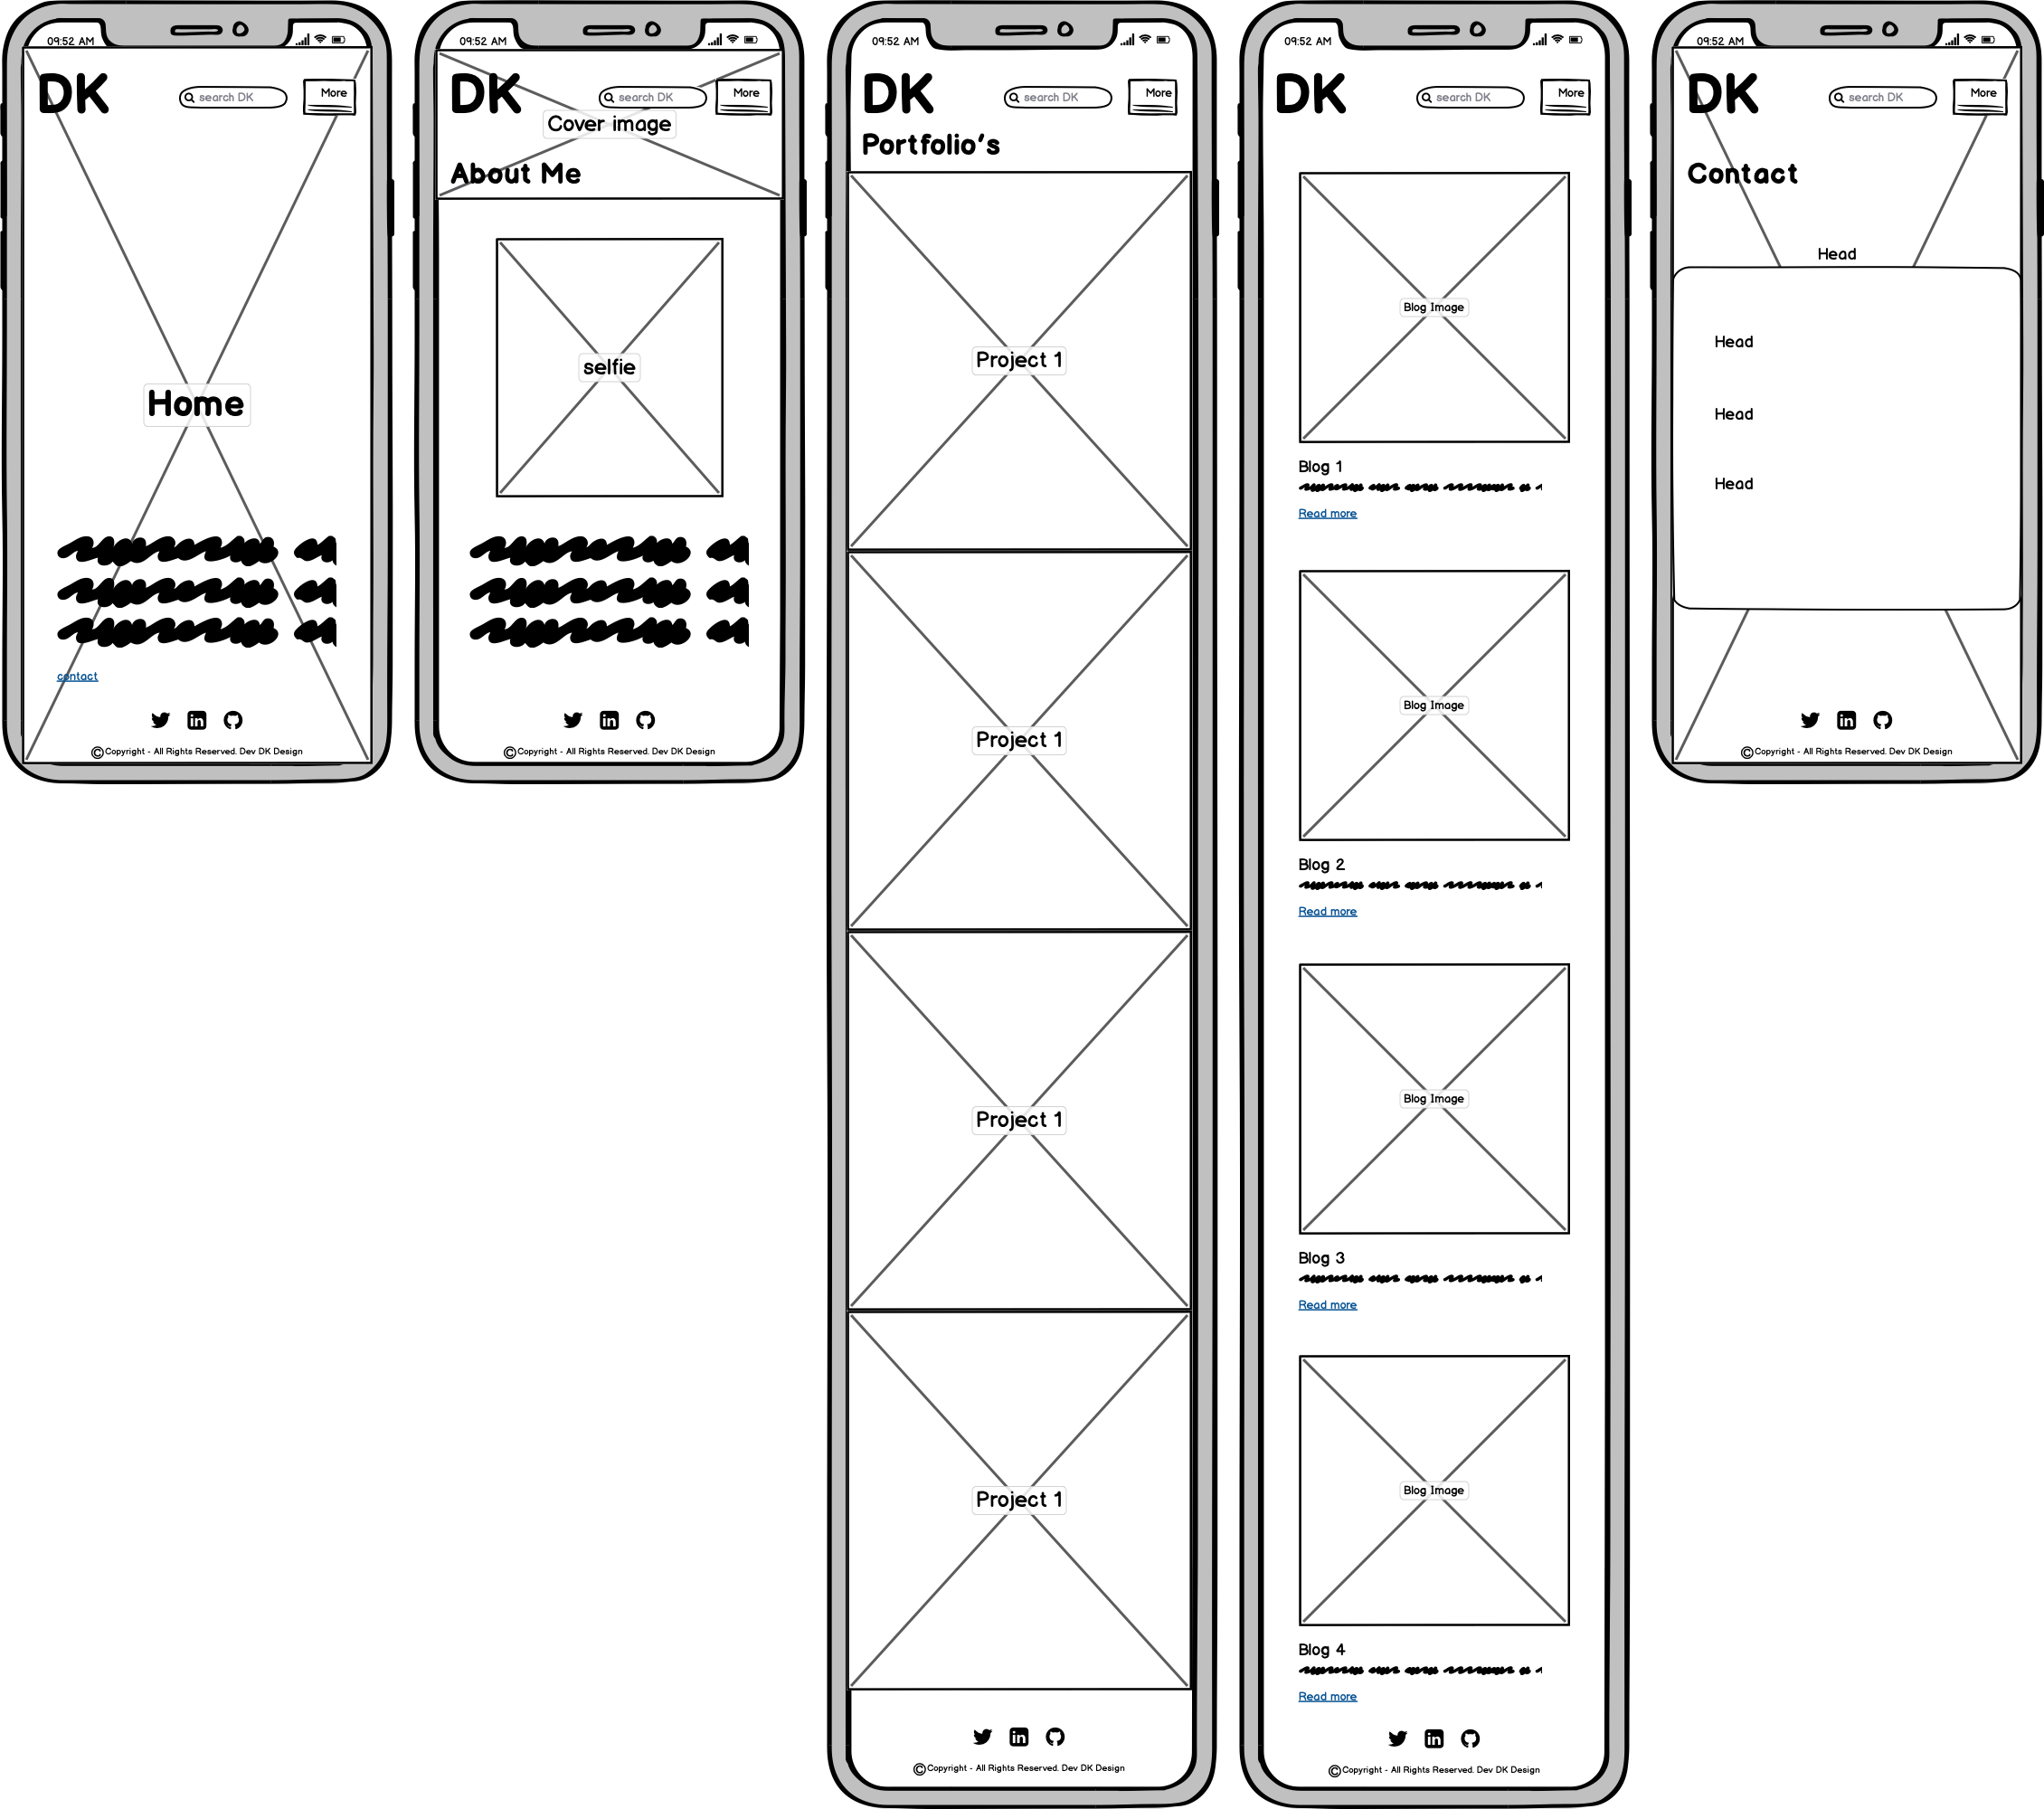 09:52 AM
DK
search DK
More
Home
contact
in
© Copyright - All Rights Reserved. Dev DK Design
09:52 AM
DK
search DK
More
Cover image
About Me
selfie
in
© Copyright - All Rights Reserved. Dev DK Design
09:52 AM
DK
search DK
More
Portfolio's
Project 1
Project 1
Project 1
Project 1
in
© Copyright - All Rights Reserved. Dev DK Design
09:52 AM
DK
search DK
More
Blog Image
Blog 1
Read more
Blog Image
Blog 2
Read more
Blog Image
Blog 3
Read more
Blog Image
Blog 4
Read more
in
© Copyright - All Rights Reserved. Dev DK Design
09:52 AM
DK
search DK
More
Contact
Head
Head
Head
Head
in
© Copyright - All Rights Reserved. Dev DK Design